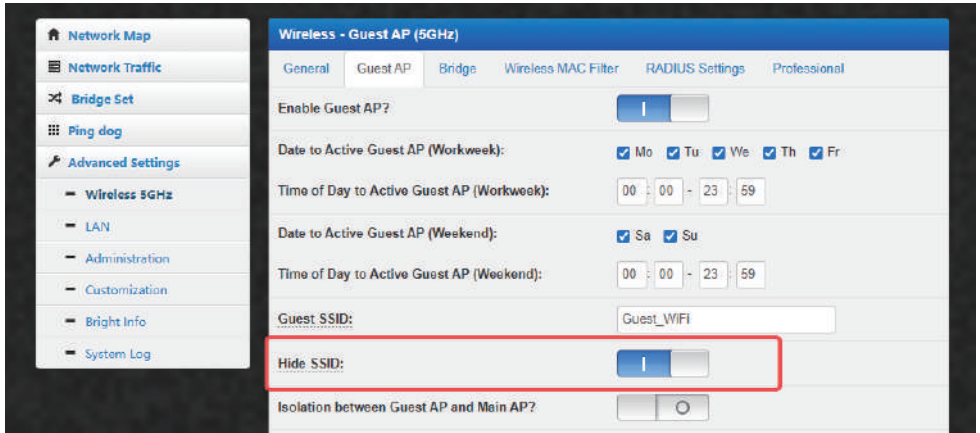 Network Map
Network Traffic
Bridge Set
Ping dog
Advanced Settings
Wireless 5GHz
LAN
Administration
Customization
Bright Info
System Log
Wireless - Guest AP (5GHz)
General Guest AP Bridge Wireless MAC Filter RADIUS Settings Professional
Enable Guest AP?
Date to Active Guest AP (Workweek): Mo Tu We Th Fr
Time of Day to Active Guest AP (Workweek): 00 : 00 - 23 : 59
Date to Active Guest AP (Weekend): Sa Su
Time of Day to Active Guest AP (Weekend): 00 : 00 - 23 : 59
Guest SSID: Guest_WiFi
Hide SSID:
Isolation between Guest AP and Main AP?